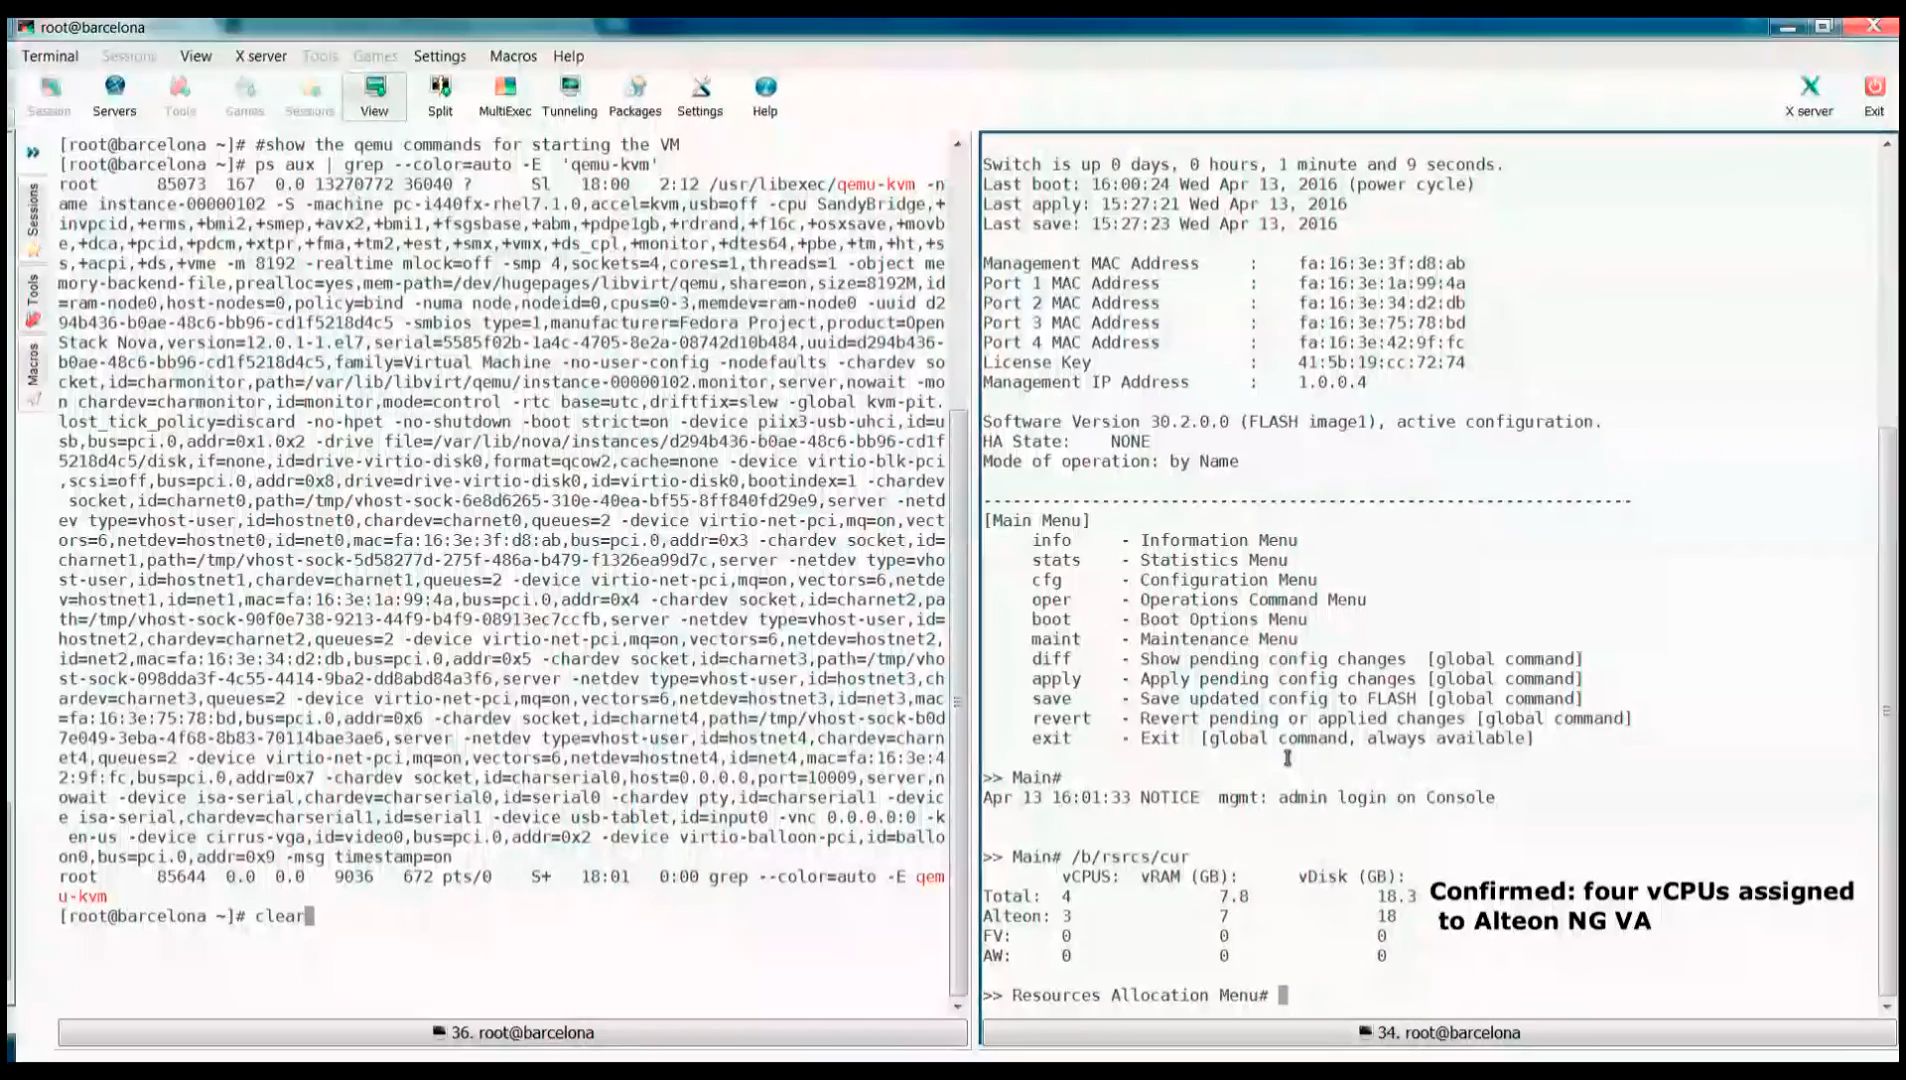 root@barcelona
Terminal Sessions View X server Tools Games Settings Macros Help
Session Servers Tools Games Sessions View Split MultiExec Tunneling Packages Settings Help X server Exit
Sessions
Tools
Macros
[root@barcelona ~]# #show the qemu commands for starting the VM
[root@barcelona ~]# ps aux | grep --color=auto -E  'qemu-kvm'
root      85073  167  0.0 13270772 36040 ?      Sl   18:00   2:12 /usr/libexec/qemu-kvm -n
ame instance-00000102 -S -machine pc-i440fx-rhel7.1.0,accel=kvm,usb=off -cpu SandyBridge,+
invpcid,+erms,+bmi2,+smep,+avx2,+bmi1,+fsgsbase,+abm,+pdpe1gb,+rdrand,+f16c,+osxsave,+movb
e,+dca,+pcid,+pdcm,+xtpr,+fma,+tm2,+est,+smx,+vmx,+ds_cpl,+monitor,+dtes64,+pbe,+tm,+ht,+s
s,+acpi,+ds,+vme -m 8192 -realtime mlock=off -smp 4,sockets=4,cores=1,threads=1 -object me
mory-backend-file,prealloc=yes,mem-path=/dev/hugepages/libvirt/qemu,share=on,size=8192M,id
=ram-node0,host-nodes=0,policy=bind -numa node,nodeid=0,cpus=0-3,memdev=ram-node0 -uuid d2
94b436-b0ae-48c6-bb96-cd1f5218d4c5 -smbios type=1,manufacturer=Fedora Project,product=Open
Stack Nova,version=12.0.1-1.el7,serial=5585f02b-1a4c-4705-8e2a-08742d10b484,uuid=d294b436-
b0ae-48c6-bb96-cd1f5218d4c5,family=Virtual Machine -no-user-config -nodefaults -chardev so
cket,id=charmonitor,path=/var/lib/libvirt/qemu/instance-00000102.monitor,server,nowait -mo
n chardev=charmonitor,id=monitor,mode=control -rtc base=utc,driftfix=slew -global kvm-pit.
lost_tick_policy=discard -no-hpet -no-shutdown -boot strict=on -device piix3-usb-uhci,id=u
sb,bus=pci.0,addr=0x1.0x2 -drive file=/var/lib/nova/instances/d294b436-b0ae-48c6-bb96-cd1f
5218d4c5/disk,if=none,id=drive-virtio-disk0,format=qcow2,cache=none -device virtio-blk-pci
,scsi=off,bus=pci.0,addr=0x8,drive=drive-virtio-disk0,id=virtio-disk0,bootindex=1 -chardev
 socket,id=charnet0,path=/tmp/vhost-sock-6e8d6265-310e-40ea-bf55-8ff840fd29e9,server -netd
ev type=vhost-user,id=hostnet0,chardev=charnet0,queues=2 -device virtio-net-pci,mq=on,vect
ors=6,netdev=hostnet0,id=net0,mac=fa:16:3e:3f:d8:ab,bus=pci.0,addr=0x3 -chardev socket,id=
charnet1,path=/tmp/vhost-sock-5d58277d-275f-486a-b479-f1326ea99d7c,server -netdev type=vho
st-user,id=hostnet1,chardev=charnet1,queues=2 -device virtio-net-pci,mq=on,vectors=6,netde
v=hostnet1,id=net1,mac=fa:16:3e:1a:99:4a,bus=pci.0,addr=0x4 -chardev socket,id=charnet2,pa
th=/tmp/vhost-sock-90f0e738-9213-44f9-b4f9-08913ec7ccfb,server -netdev type=vhost-user,id=
hostnet2,chardev=charnet2,queues=2 -device virtio-net-pci,mq=on,vectors=6,netdev=hostnet2,
id=net2,mac=fa:16:3e:34:d2:db,bus=pci.0,addr=0x5 -chardev socket,id=charnet3,path=/tmp/vho
st-sock-098dda3f-4c55-4414-9ba2-dd8abd84a3f6,server -netdev type=vhost-user,id=hostnet3,ch
ardev=charnet3,queues=2 -device virtio-net-pci,mq=on,vectors=6,netdev=hostnet3,id=net3,mac
=fa:16:3e:75:78:bd,bus=pci.0,addr=0x6 -chardev socket,id=charnet4,path=/tmp/vhost-sock-b0d
7e049-3eba-4f68-8b83-70114bae3ae6,server -netdev type=vhost-user,id=hostnet4,chardev=charn
et4,queues=2 -device virtio-net-pci,mq=on,vectors=6,netdev=hostnet4,id=net4,mac=fa:16:3e:4
2:9f:fc,bus=pci.0,addr=0x7 -chardev socket,id=charserial0,host=0.0.0.0,port=10009,server,n
owait -device isa-serial,chardev=charserial0,id=serial0 -chardev pty,id=charserial1 -devic
e isa-serial,chardev=charserial1,id=serial1 -device usb-tablet,id=input0 -vnc 0.0.0.0:0 -k
 en-us -device cirrus-vga,id=video0,bus=pci.0,addr=0x2 -device virtio-balloon-pci,id=ballo
on0,bus=pci.0,addr=0x9 -msg timestamp=on
root      85644  0.0  0.0   9036   672 pts/0    S+   18:01   0:00 grep --color=auto -E qem
u-kvm
[root@barcelona ~]# clear
36. root@barcelona
Switch is up 0 days, 0 hours, 1 minute and 9 seconds.
Last boot: 16:00:24 Wed Apr 13, 2016 (power cycle)
Last apply: 15:27:21 Wed Apr 13, 2016
Last save: 15:27:23 Wed Apr 13, 2016
Management MAC Address     :    fa:16:3e:3f:d8:ab
Port 1 MAC Address         :    fa:16:3e:1a:99:4a
Port 2 MAC Address         :    fa:16:3e:34:d2:db
Port 3 MAC Address         :    fa:16:3e:75:78:bd
Port 4 MAC Address         :    fa:16:3e:42:9f:fc
License Key                :    41:5b:19:cc:72:74
Management IP Address      :    1.0.0.4
Software Version 30.2.0.0 (FLASH image1), active configuration.
HA State:    NONE
Mode of operation: by Name
------------------------------------------------------------------
[Main Menu]
info     - Information Menu
stats    - Statistics Menu
cfg      - Configuration Menu
oper     - Operations Command Menu
boot     - Boot Options Menu
maint    - Maintenance Menu
diff     - Show pending config changes  [global command]
apply    - Apply pending config changes [global command]
save     - Save updated config to FLASH [global command]
revert   - Revert pending or applied changes [global command]
exit     - Exit  [global command, always available]
>> Main#
Apr 13 16:01:33 NOTICE  mgmt: admin login on Console
>> Main# /b/rsrcs/cur
vCPUS:  vRAM (GB):      vDisk (GB):
Total:  4               7.8             18.3
Alteon: 3               7               18
FV:     0               0               0
AW:     0               0               0
Confirmed: four vCPUs assigned
to Alteon NG VA
>> Resources Allocation Menu#
34. root@barcelona